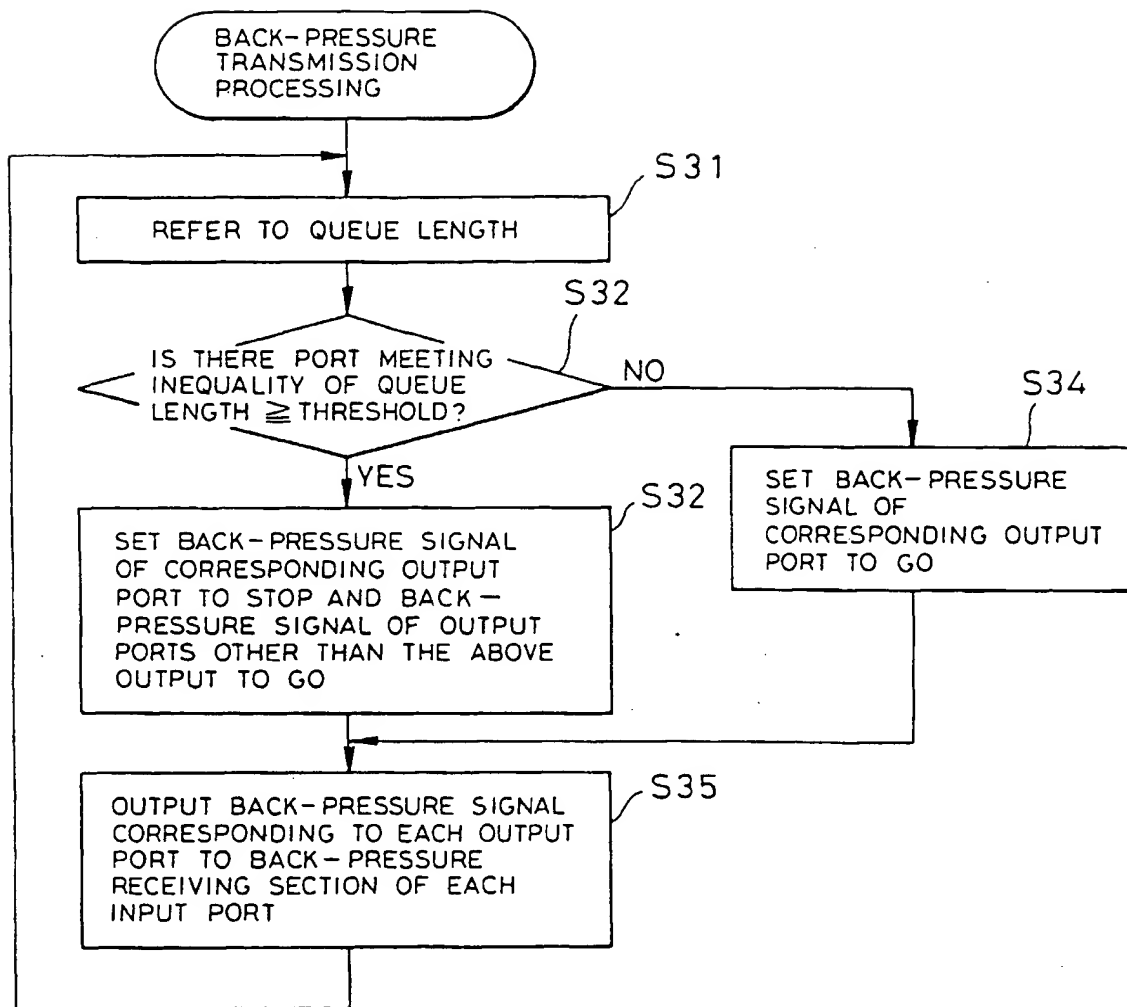 BACK-PRESSURE
TRANSMISSION
PROCESSING
S31
REFER TO QUEUE LENGTH
S32
IS THERE PORT MEETING
INEQUALITY OF QUEUE
LENGTH ≧ THRESHOLD?
NO
YES
S34
SET BACK-PRESSURE
SIGNAL OF
CORRESPONDING OUTPUT
PORT TO GO
S32
SET BACK-PRESSURE SIGNAL
OF CORRESPONDING OUTPUT
PORT TO STOP AND BACK-
PRESSURE SIGNAL OF OUTPUT
PORTS OTHER THAN THE ABOVE
OUTPUT TO GO
S35
OUTPUT BACK-PRESSURE SIGNAL
CORRESPONDING TO EACH OUTPUT
PORT TO BACK-PRESSURE
RECEIVING SECTION OF EACH
INPUT PORT